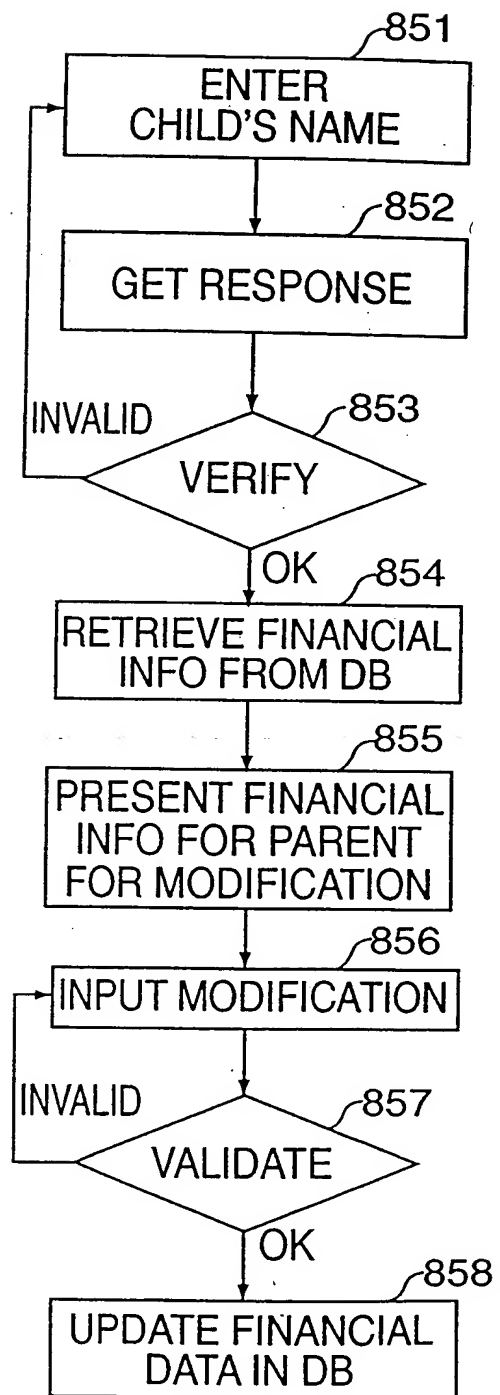 851
ENTER
CHILD'S NAME
852
GET RESPONSE
853
INVALID
VERIFY
OK
854
RETRIEVE FINANCIAL
INFO FROM DB
855
PRESENT FINANCIAL
INFO FOR PARENT
FOR MODIFICATION
856
INPUT MODIFICATION
INVALID
857
VALIDATE
OK
858
UPDATE FINANCIAL
DATA IN DB